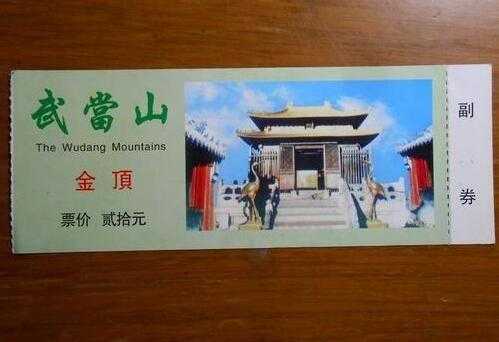 武當山
The Wudang Mountains
金頂
票价 贰拾元
副
券